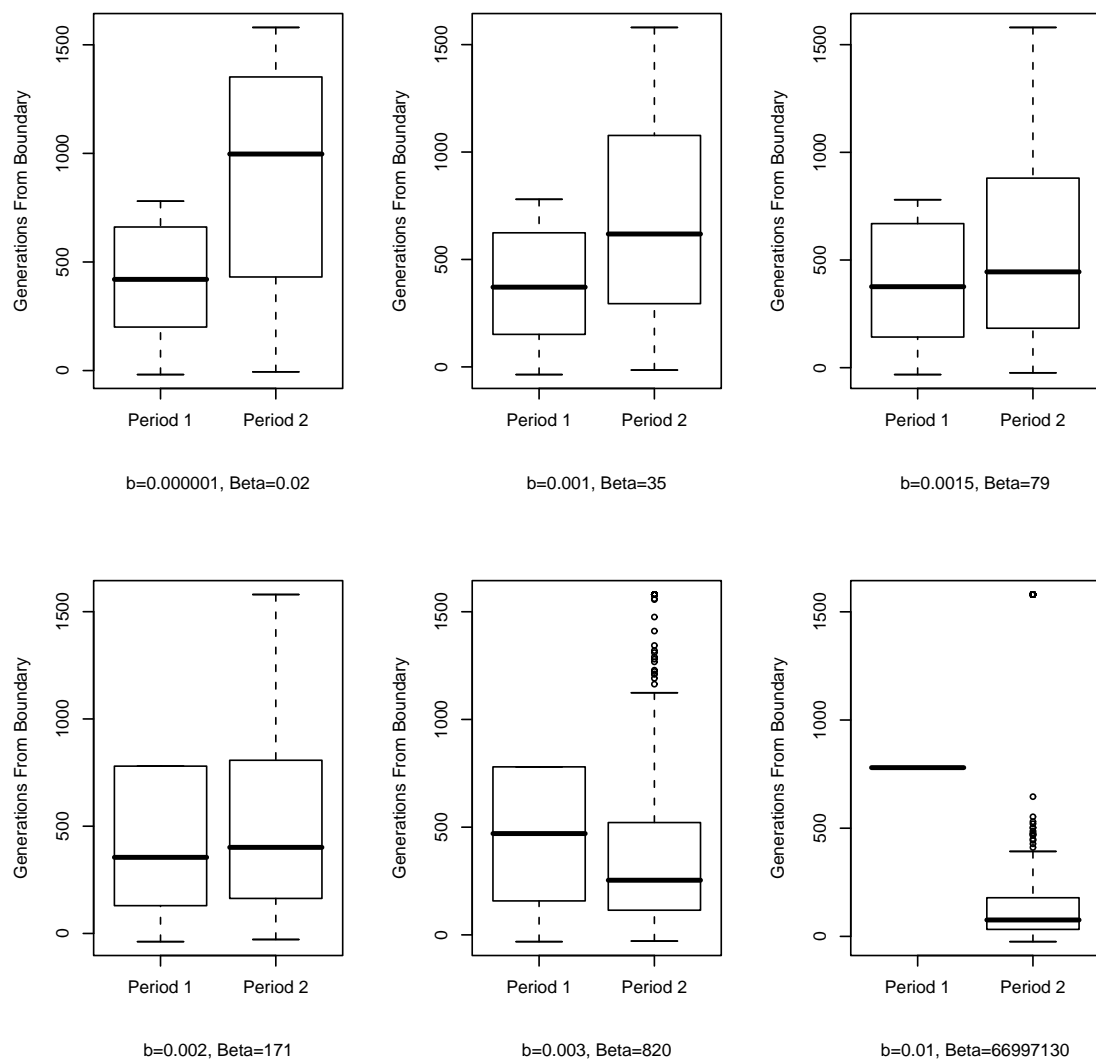 Generations From Boundary
1500
1000
500
0
Period 1 Period 2
b=0.000001, Beta=0.02
Generations From Boundary
1500
1000
500
0
Period 1 Period 2
b=0.001, Beta=35
Generations From Boundary
1500
1000
500
0
Period 1 Period 2
b=0.0015, Beta=79
Generations From Boundary
1500
1000
500
0
Period 1 Period 2
b=0.002, Beta=171
Generations From Boundary
1500
1000
500
0
Period 1 Period 2
b=0.003, Beta=820
Generations From Boundary
1500
1000
500
0
Period 1 Period 2
b=0.01, Beta=66997130